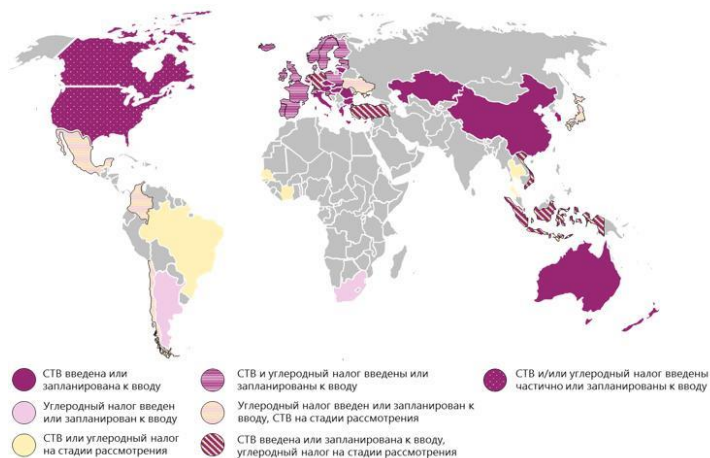 СТВ введена или
запланирована к вводу
СТВ и углеродный налог введены или
запланированы к вводу
СТВ и/или углеродный налог введены
частично или запланированы к вводу
Углеродный налог введен
или запланирован к вводу
Углеродный налог введен или запланирован к
вводу, СТВ на стадии рассмотрения
СТВ или углеродный налог
на стадии рассмотрения
СТВ введена или запланирована к вводу,
углеродный налог на стадии рассмотрения